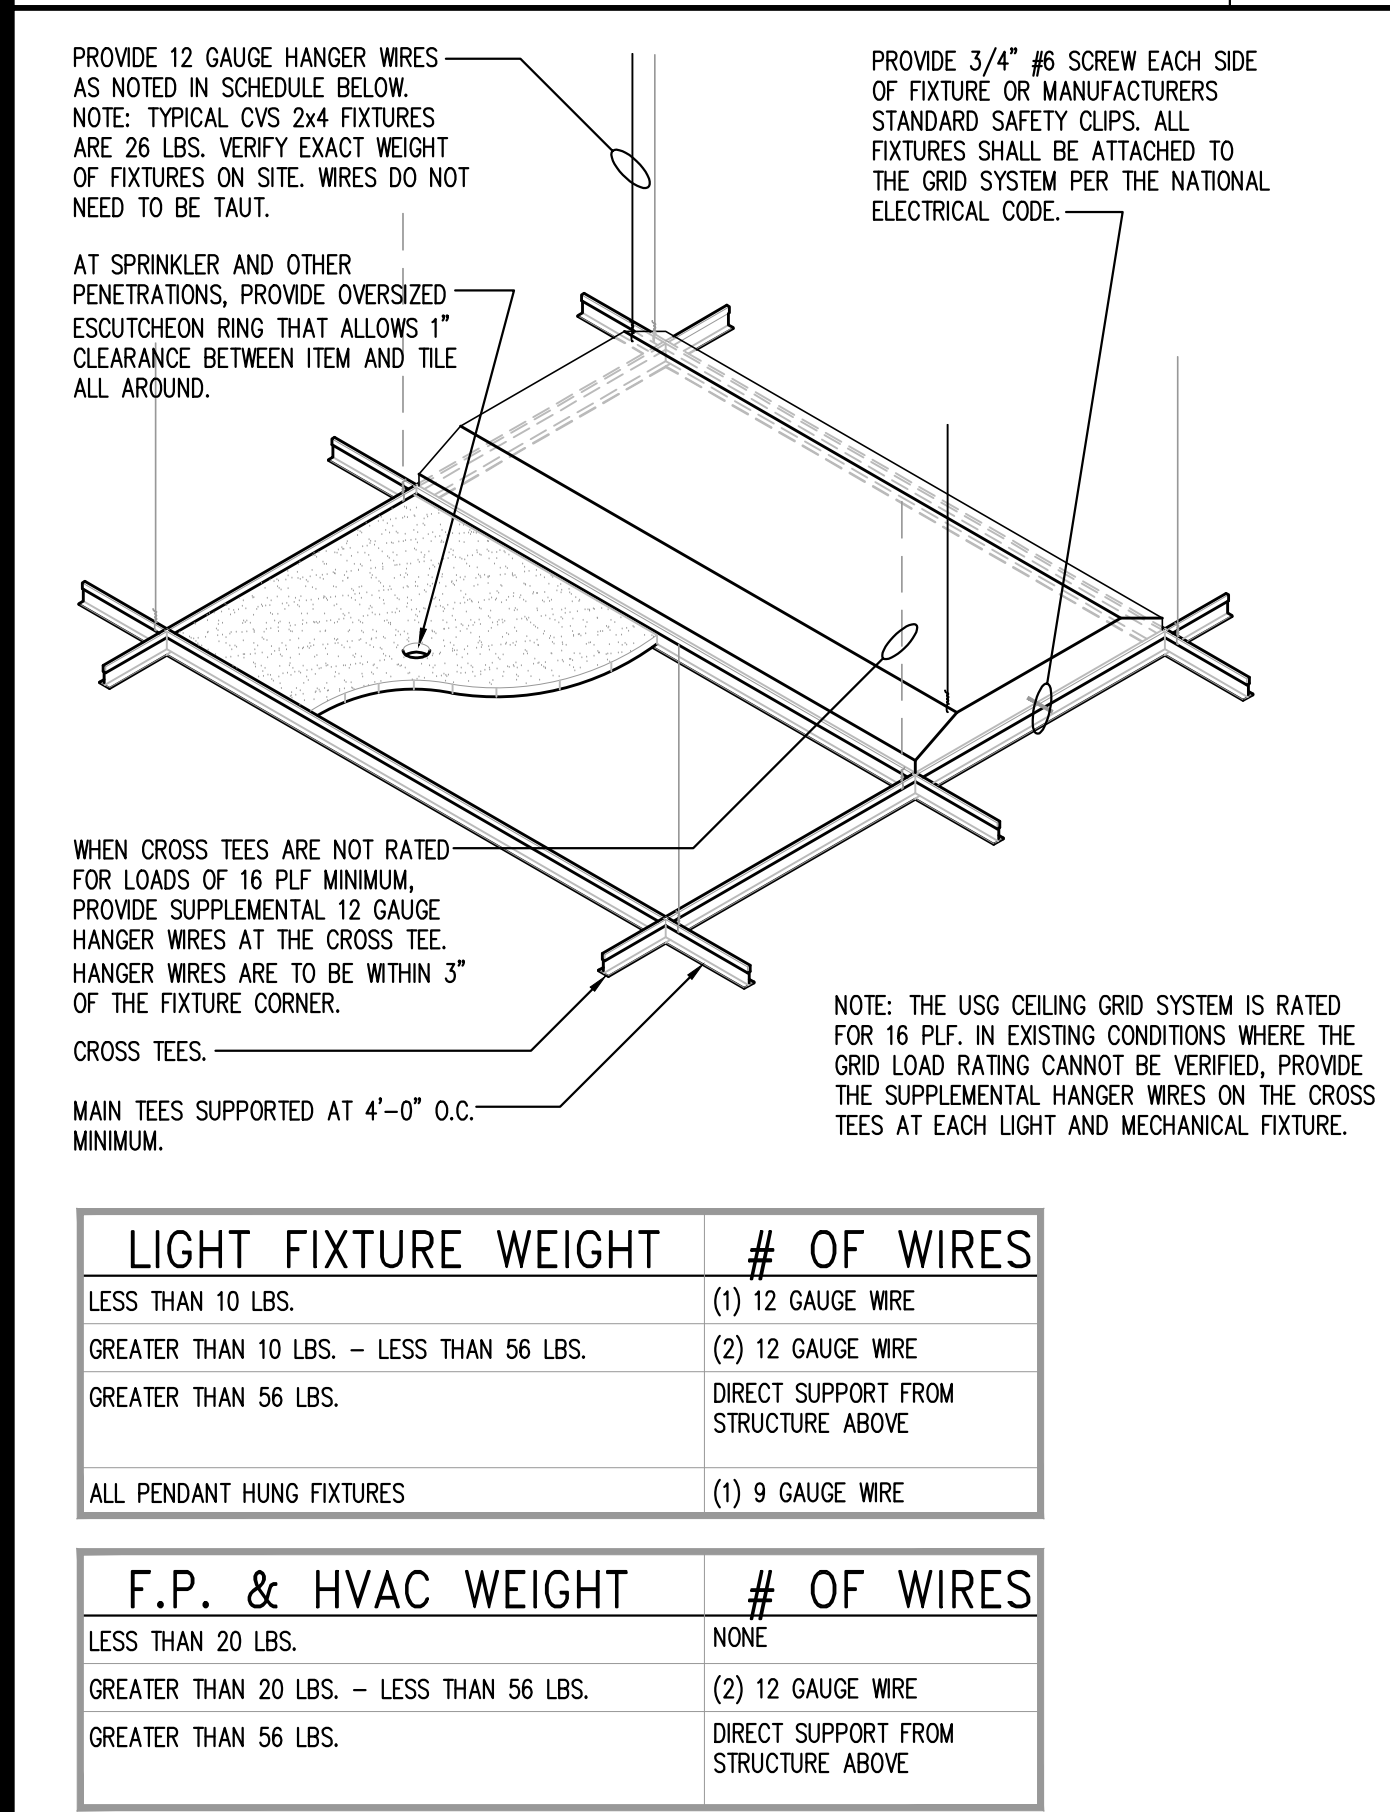 PROVIDE 12 GAUGE HANGER WIRES
AS NOTED IN SCHEDULE BELOW.
NOTE: TYPICAL CVS 2x4 FIXTURES
ARE 26 LBS. VERIFY EXACT WEIGHT
OF FIXTURES ON SITE. WIRES DO NOT
NEED TO BE TAUT.
PROVIDE 3/4" #6 SCREW EACH SIDE
OF FIXTURE OR MANUFACTURERS
STANDARD SAFETY CLIPS. ALL
FIXTURES SHALL BE ATTACHED TO
THE GRID SYSTEM PER THE NATIONAL
ELECTRICAL CODE.
AT SPRINKLER AND OTHER
PENETRATIONS, PROVIDE OVERSIZED
ESCUTCHEON RING THAT ALLOWS 1"
CLEARANCE BETWEEN ITEM AND TILE
ALL AROUND.
WHEN CROSS TEES ARE NOT RATED
FOR LOADS OF 16 PLF MINIMUM,
PROVIDE SUPPLEMENTAL 12 GAUGE
HANGER WIRES AT THE CROSS TEE.
HANGER WIRES ARE TO BE WITHIN 3"
OF THE FIXTURE CORNER.
CROSS TEES.
MAIN TEES SUPPORTED AT 4'-0" O.C.
MINIMUM.
NOTE: THE USG CEILING GRID SYSTEM IS RATED
FOR 16 PLF. IN EXISTING CONDITIONS WHERE THE
GRID LOAD RATING CANNOT BE VERIFIED, PROVIDE
THE SUPPLEMENTAL HANGER WIRES ON THE CROSS
TEES AT EACH LIGHT AND MECHANICAL FIXTURE.
LIGHT FIXTURE WEIGHT # OF WIRES
LESS THAN 10 LBS. (1) 12 GAUGE WIRE
GREATER THAN 10 LBS. - LESS THAN 56 LBS. (2) 12 GAUGE WIRE
GREATER THAN 56 LBS. DIRECT SUPPORT FROM
STRUCTURE ABOVE
ALL PENDANT HUNG FIXTURES (1) 9 GAUGE WIRE
F.P. & HVAC WEIGHT # OF WIRES
LESS THAN 20 LBS. NONE
GREATER THAN 20 LBS. - LESS THAN 56 LBS. (2) 12 GAUGE WIRE
GREATER THAN 56 LBS. DIRECT SUPPORT FROM
STRUCTURE ABOVE